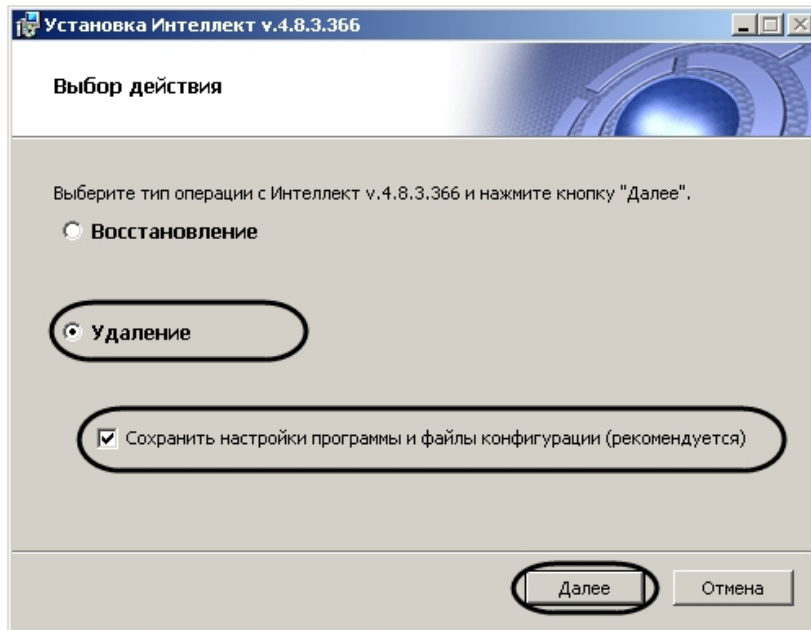 Установка Интеллект v.4.8.3.366
Выбор действия
Выберите тип операции с Интеллект v.4.8.3.366 и нажмите кнопку "Далее".
Восстановление
Удаление
Сохранить настройки программы и файлы конфигурации (рекомендуется)
Далее Отмена